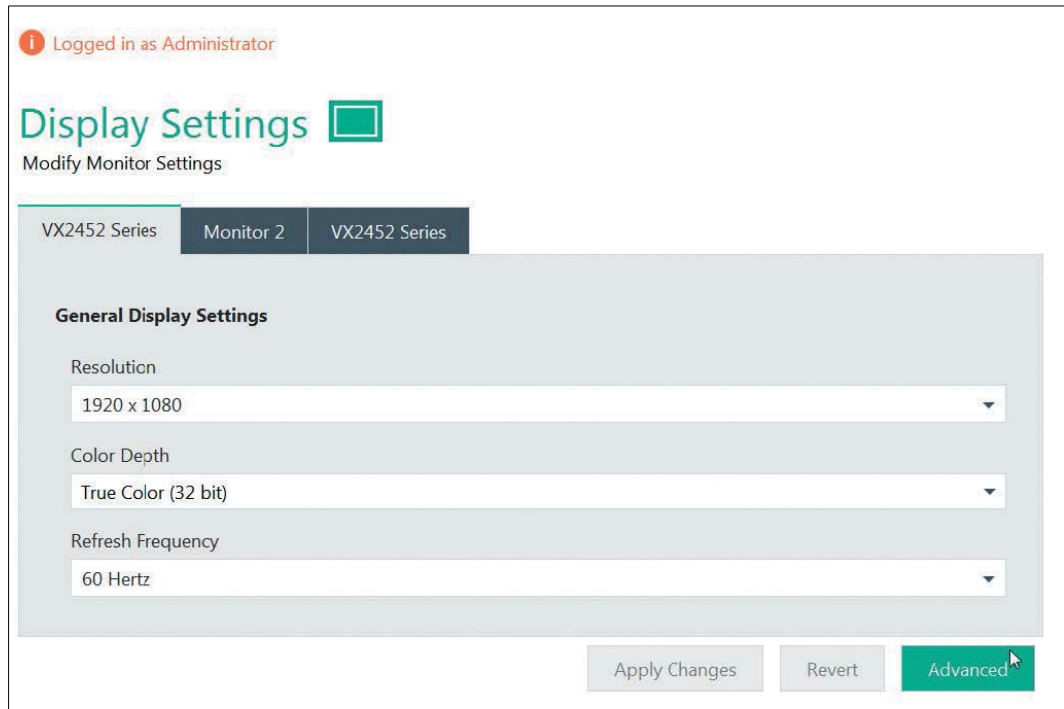 Logged in as Administrator
Display Settings
Modify Monitor Settings
VX2452 Series Monitor 2 VX2452 Series
General Display Settings
Resolution
1920 x 1080
Color Depth
True Color (32 bit)
Refresh Frequency
60 Hertz
Apply Changes Revert Advanced